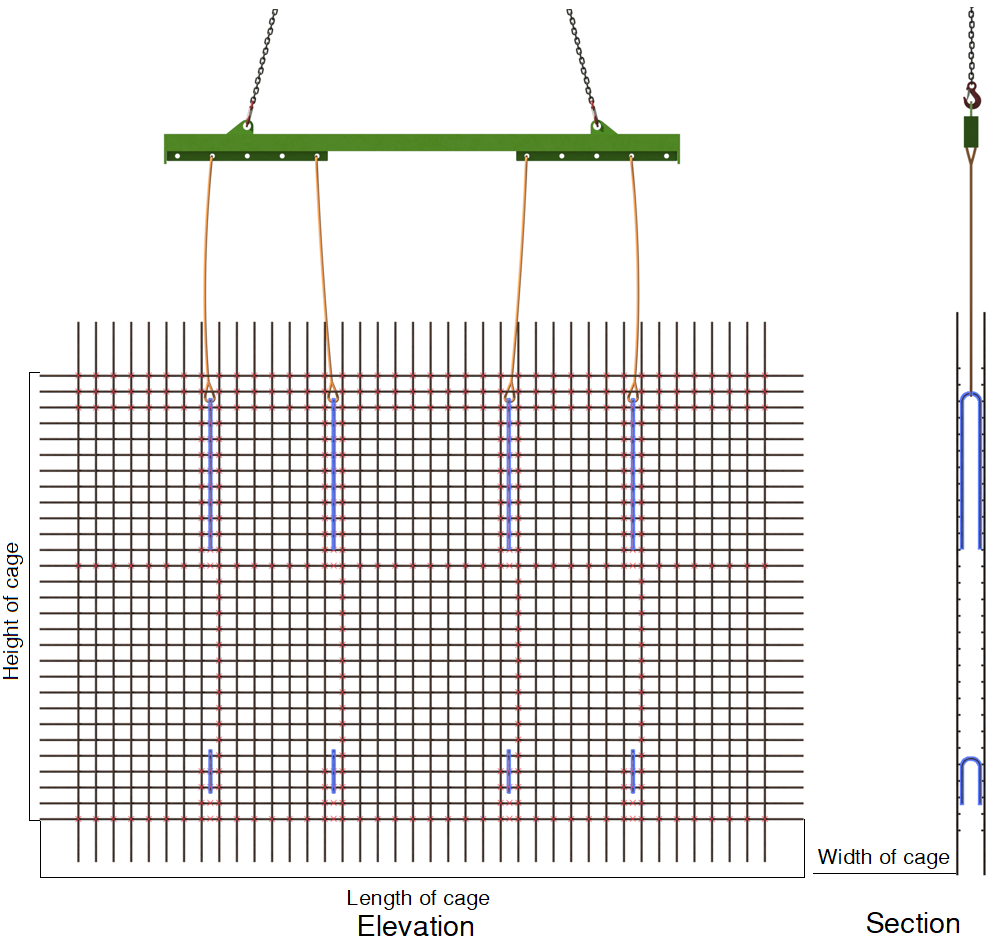 Height of cage
Width of cage
Length of cage
Elevation
Section